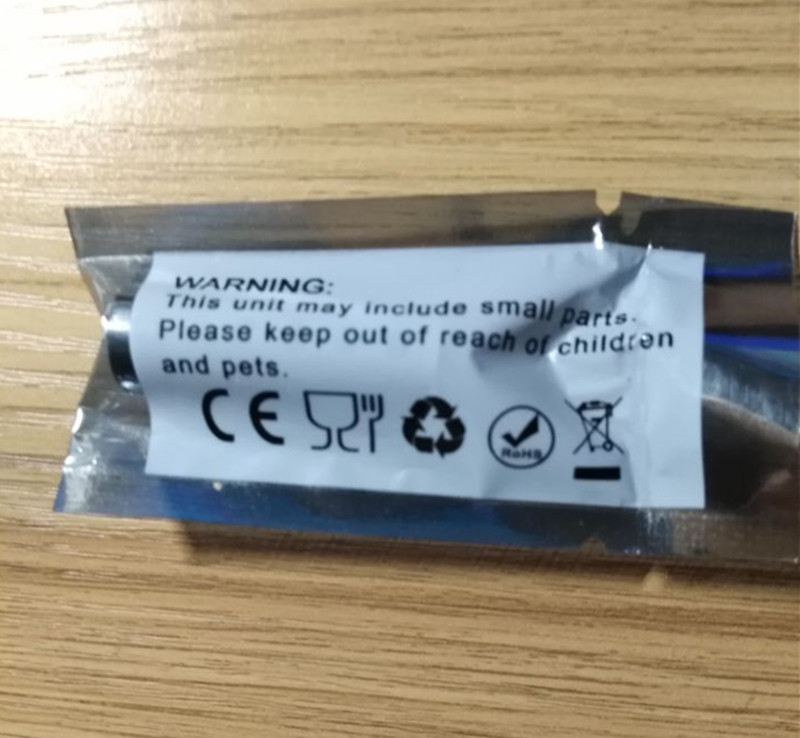 WARNING:
This unit may include small parts.
Please keep out of reach of children
and pets.
CE
RoHS